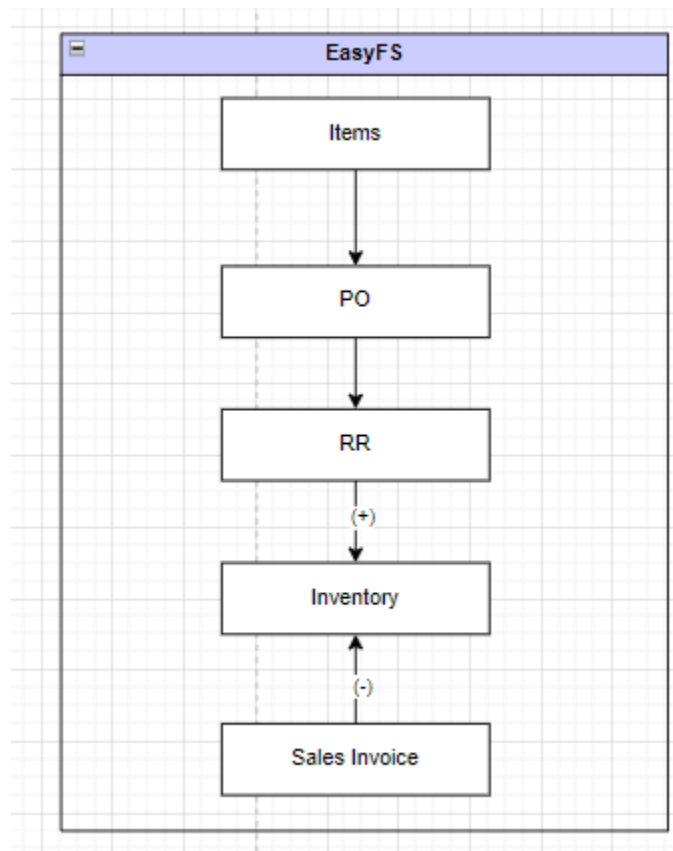 EasyFS
Items
PO
RR
(+)
Inventory
(-)
Sales Invoice